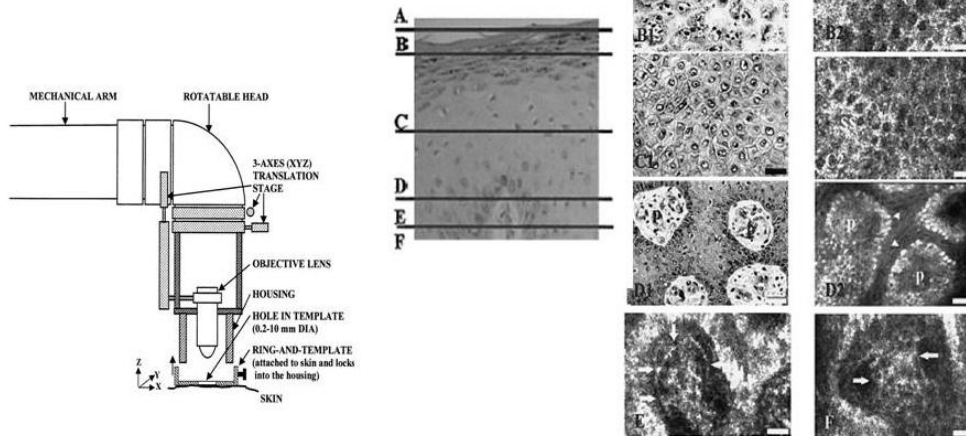 MECHANICAL ARM
ROTATABLE HEAD
3-AXES (XYZ)
TRANSLATION
STAGE
OBJECTIVE LENS
HOUSING
HOLE IN TEMPLATE
(0.2-10 mm DIA)
RING-AND-TEMPLATE
(attached to skin and locks
into the housing)
SKIN
Z
Y
X
A
B
C
D
E
F
B1
B2
C1
C2
P
P
D1
P
P
D2
E
F